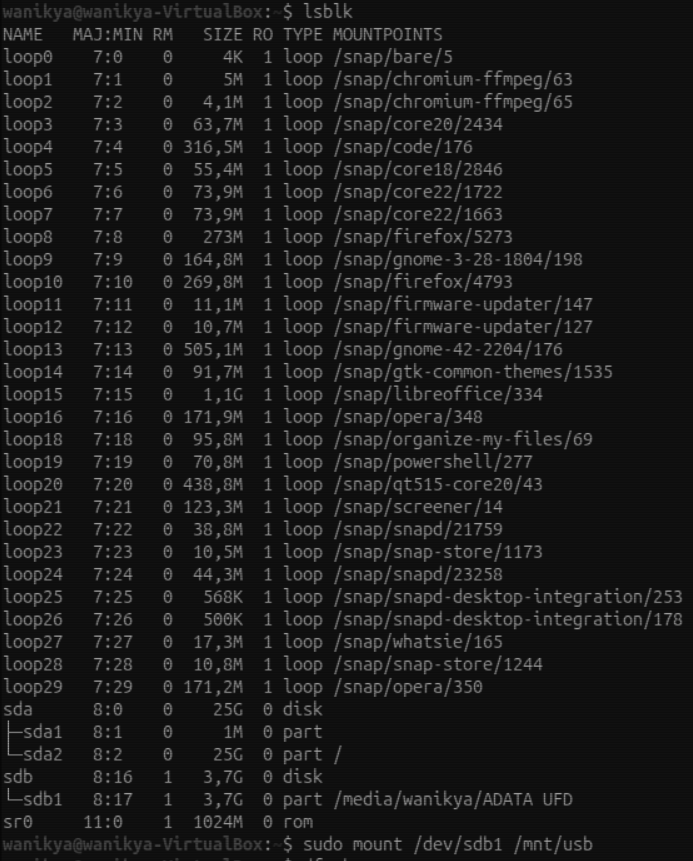 wanikya@wanikya-VirtualBox:~$ lsblk
NAME MAJ:MIN RM SIZE RO TYPE MOUNTPOINTS
loop0 7:0 0 4K 1 loop /snap/bare/5
loop1 7:1 0 5M 1 loop /snap/chromium-ffmpeg/63
loop2 7:2 0 4,1M 1 loop /snap/chromium-ffmpeg/65
loop3 7:3 0 63,7M 1 loop /snap/core20/2434
loop4 7:4 0 316,5M 1 loop /snap/code/176
loop5 7:5 0 55,4M 1 loop /snap/core18/2846
loop6 7:6 0 73,9M 1 loop /snap/core22/1722
loop7 7:7 0 73,9M 1 loop /snap/core22/1663
loop8 7:8 0 273M 1 loop /snap/firefox/5273
loop9 7:9 0 164,8M 1 loop /snap/gnome-3-28-1804/198
loop10 7:10 0 269,8M 1 loop /snap/firefox/4793
loop11 7:11 0 11,1M 1 loop /snap/firmware-updater/147
loop12 7:12 0 10,7M 1 loop /snap/firmware-updater/127
loop13 7:13 0 505,1M 1 loop /snap/gnome-42-2204/176
loop14 7:14 0 91,7M 1 loop /snap/gtk-common-themes/1535
loop15 7:15 0 1,1G 1 loop /snap/libreoffice/334
loop16 7:16 0 171,9M 1 loop /snap/opera/348
loop18 7:18 0 95,8M 1 loop /snap/organize-my-files/69
loop19 7:19 0 70,8M 1 loop /snap/powershell/277
loop20 7:20 0 438,8M 1 loop /snap/qt515-core20/43
loop21 7:21 0 123,3M 1 loop /snap/screener/14
loop22 7:22 0 38,8M 1 loop /snap/snapd/21759
loop23 7:23 0 10,5M 1 loop /snap/snap-store/1173
loop24 7:24 0 44,3M 1 loop /snap/snapd/23258
loop25 7:25 0 568K 1 loop /snap/snapd-desktop-integration/253
loop26 7:26 0 500K 1 loop /snap/snapd-desktop-integration/178
loop27 7:27 0 17,3M 1 loop /snap/whatsie/165
loop28 7:28 0 10,8M 1 loop /snap/snap-store/1244
loop29 7:29 0 171,2M 1 loop /snap/opera/350
sda 8:0 0 25G 0 disk
├─sda1 8:1 0 1M 0 part
└─sda2 8:2 0 25G 0 part /
sdb 8:16 1 3,7G 0 disk
└─sdb1 8:17 1 3,7G 0 part /media/wanikya/ADATA UFD
sr0 11:0 1 1024M 0 rom
wanikya@wanikya-VirtualBox:~$ sudo mount /dev/sdb1 /mnt/usb